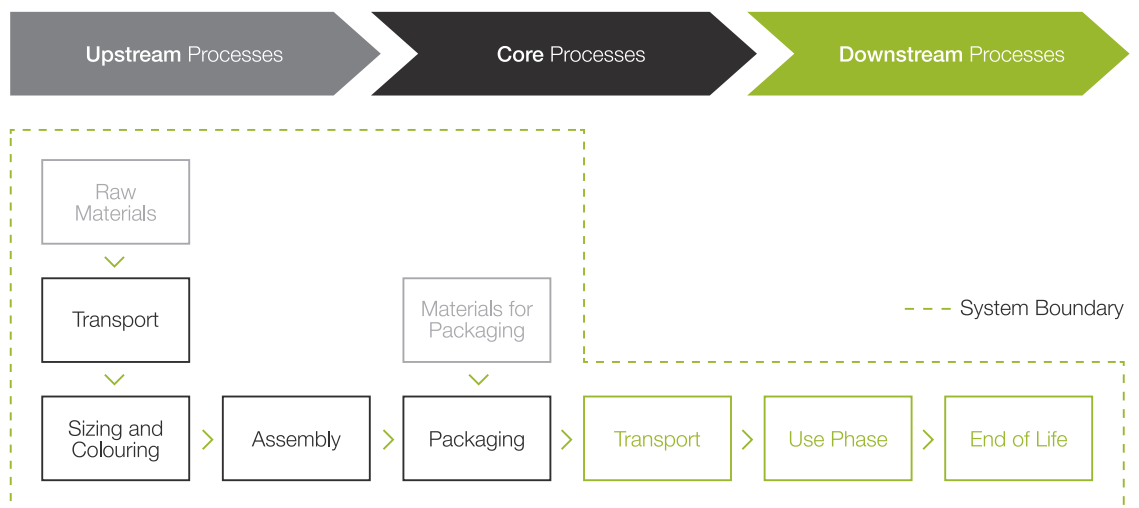 Upstream Processes
Core Processes
Downstream Processes
Raw
Materials
Transport
Materials for
Packaging
System Boundary
Sizing and
Colouring
Assembly
Packaging
Transport
Use Phase
End of Life